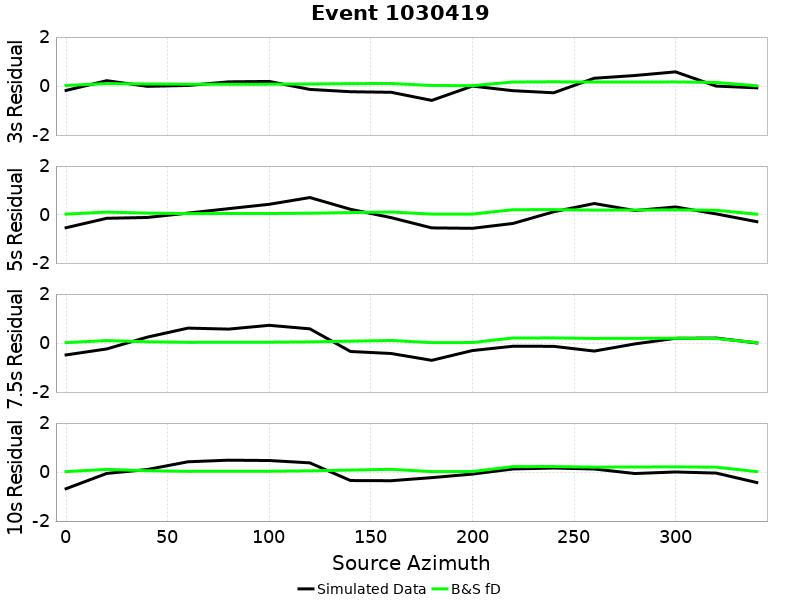 Event 1030419
3s Residual
2
0
-2
5s Residual
2
0
-2
7.5s Residual
2
0
-2
10s Residual
2
0
-2
0 50 100 150 200 250 300
Source Azimuth
Simulated Data B&S fD